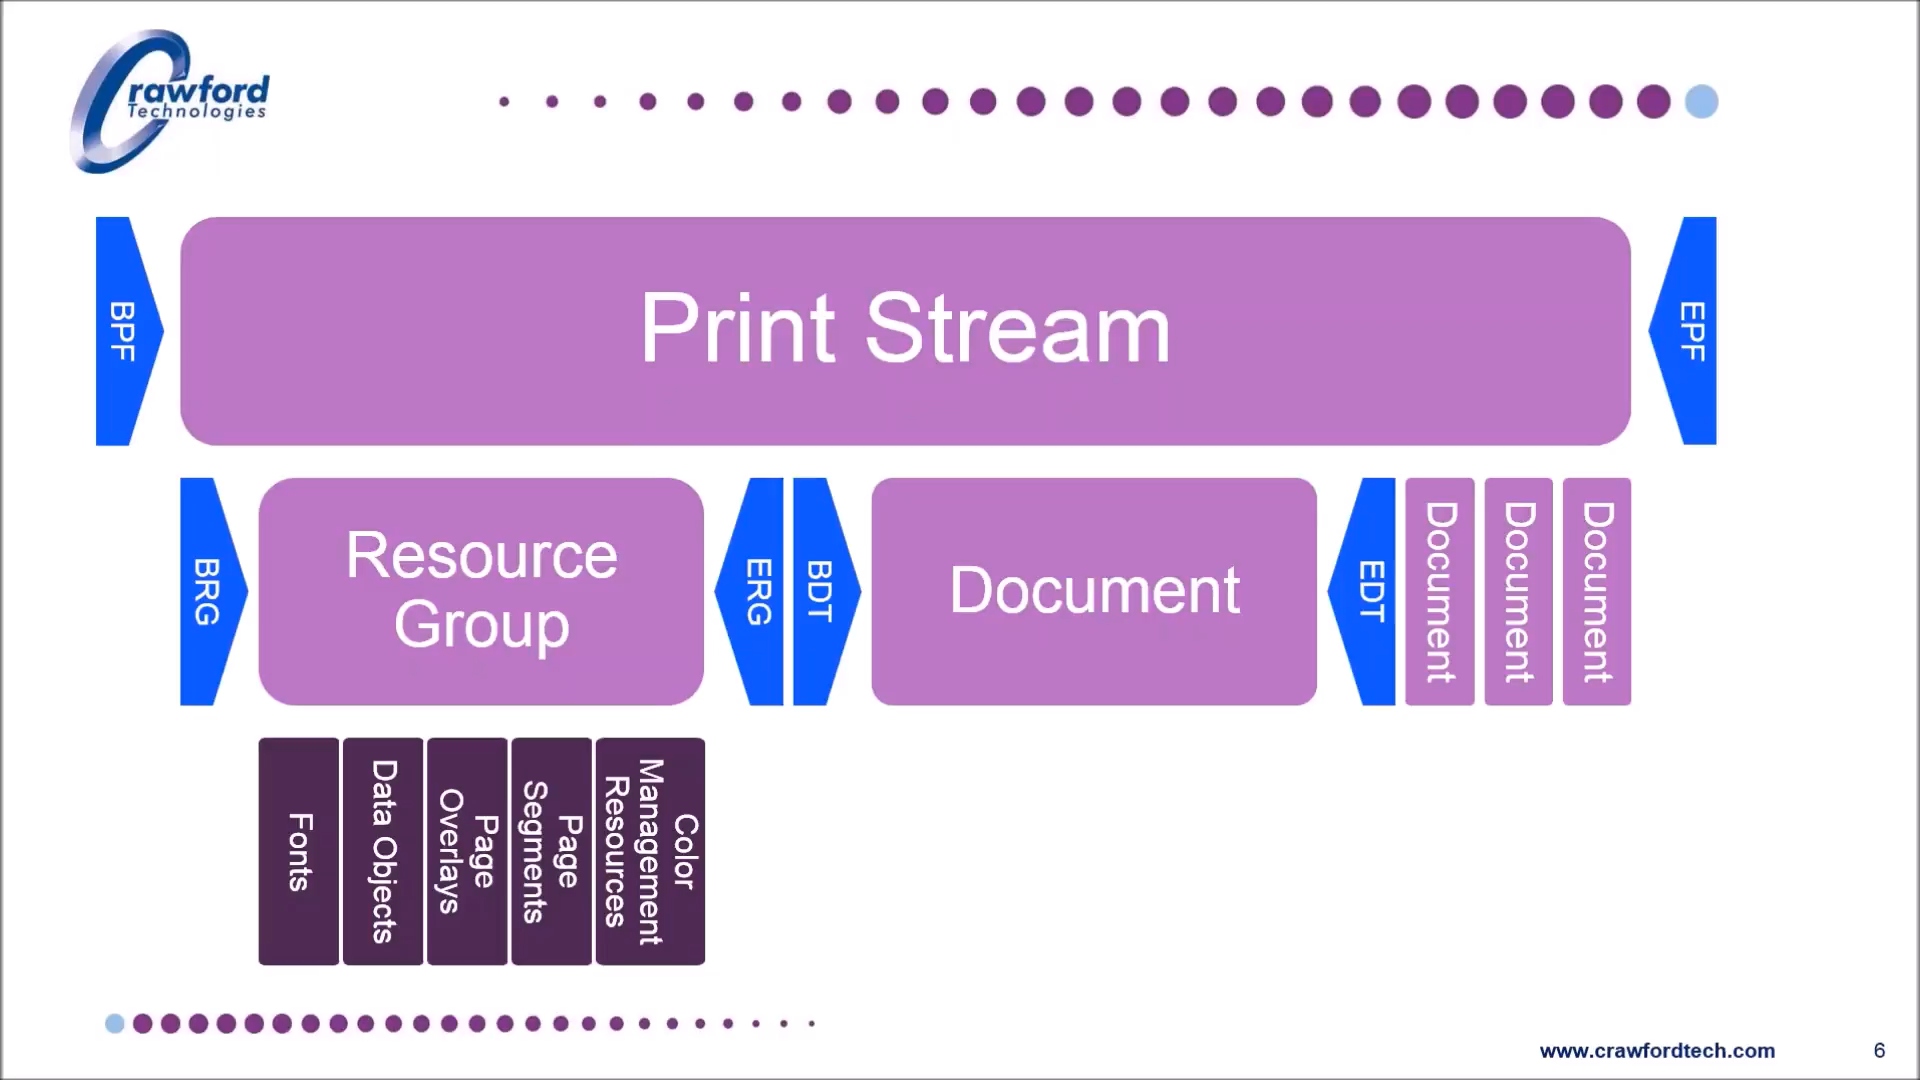 Crawford
Technologies
BPF
Print Stream
EPF
BRG
Resource
Group
ERG
BDT
Document
EDT
Document
Document
Document
Fonts
Data Objects
Page
Overlays
Page
Segments
Color
Management
Resources
www.crawfordtech.com
6